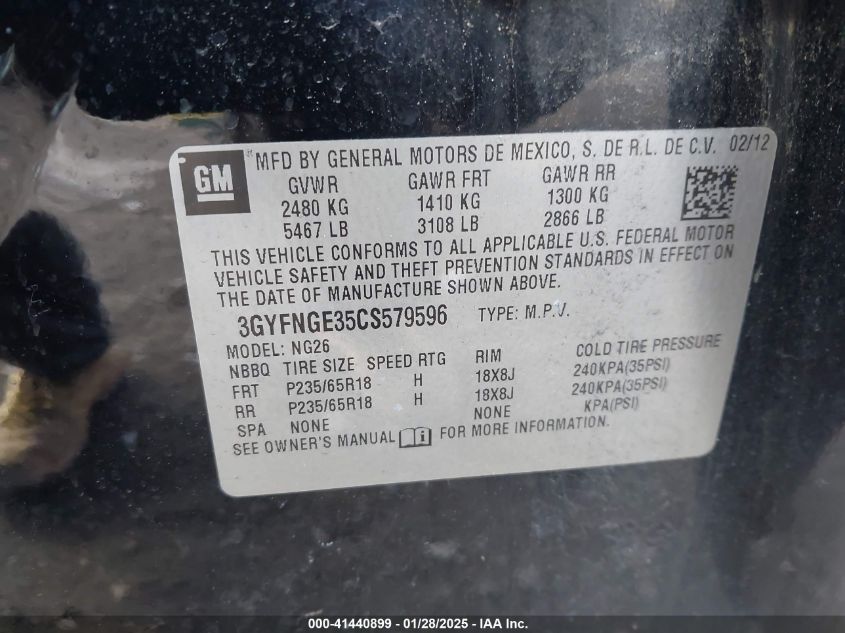 GM
MFD BY GENERAL MOTORS DE MEXICO, S. DE R.L. DE C.V. 02/12
GVWR GAWR FRT GAWR RR
2480 KG 1410 KG 1300 KG
5467 LB 3108 LB 2866 LB
THIS VEHICLE CONFORMS TO ALL APPLICABLE U.S. FEDERAL MOTOR
VEHICLE SAFETY AND THEFT PREVENTION STANDARDS IN EFFECT ON
THE DATE OF MANUFACTURE SHOWN ABOVE.
3GYFNGE35CS579596 TYPE: M.P.V.
MODEL: NG26
NBBQ TIRE SIZE SPEED RTG RIM COLD TIRE PRESSURE
FRT P235/65R18 H 18X8J 240KPA(35PSI)
RR P235/65R18 H 18X8J 240KPA(35PSI)
SPA NONE NONE KPA(PSI)
SEE OWNER'S MANUAL FOR MORE INFORMATION.
000-41440899 - 01/28/2025 - IAA Inc.